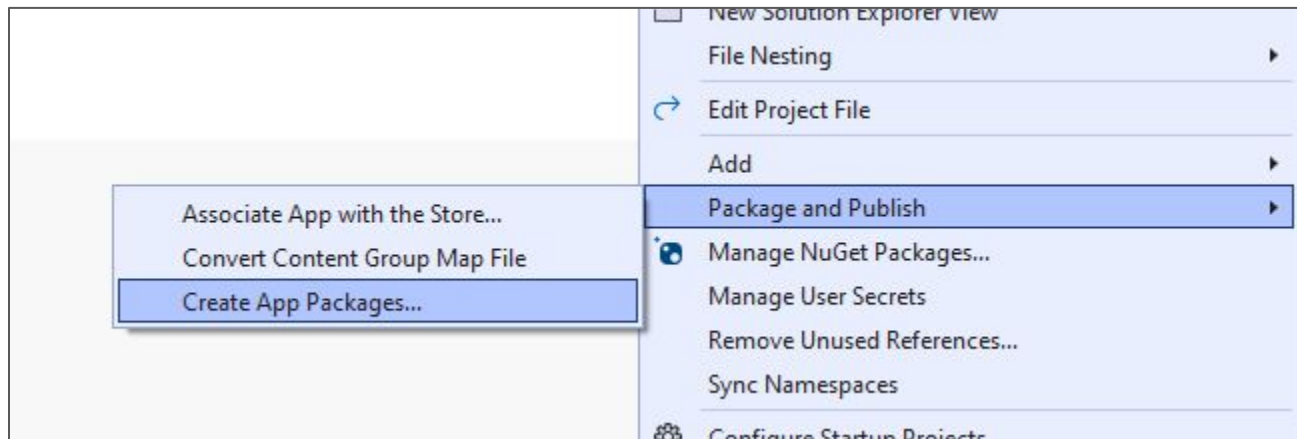 New Solution Explorer View
File Nesting
Edit Project File
Add
Package and Publish
Associate App with the Store...
Convert Content Group Map File
Create App Packages...
Manage NuGet Packages...
Manage User Secrets
Remove Unused References...
Sync Namespaces
Configure Startup Projects